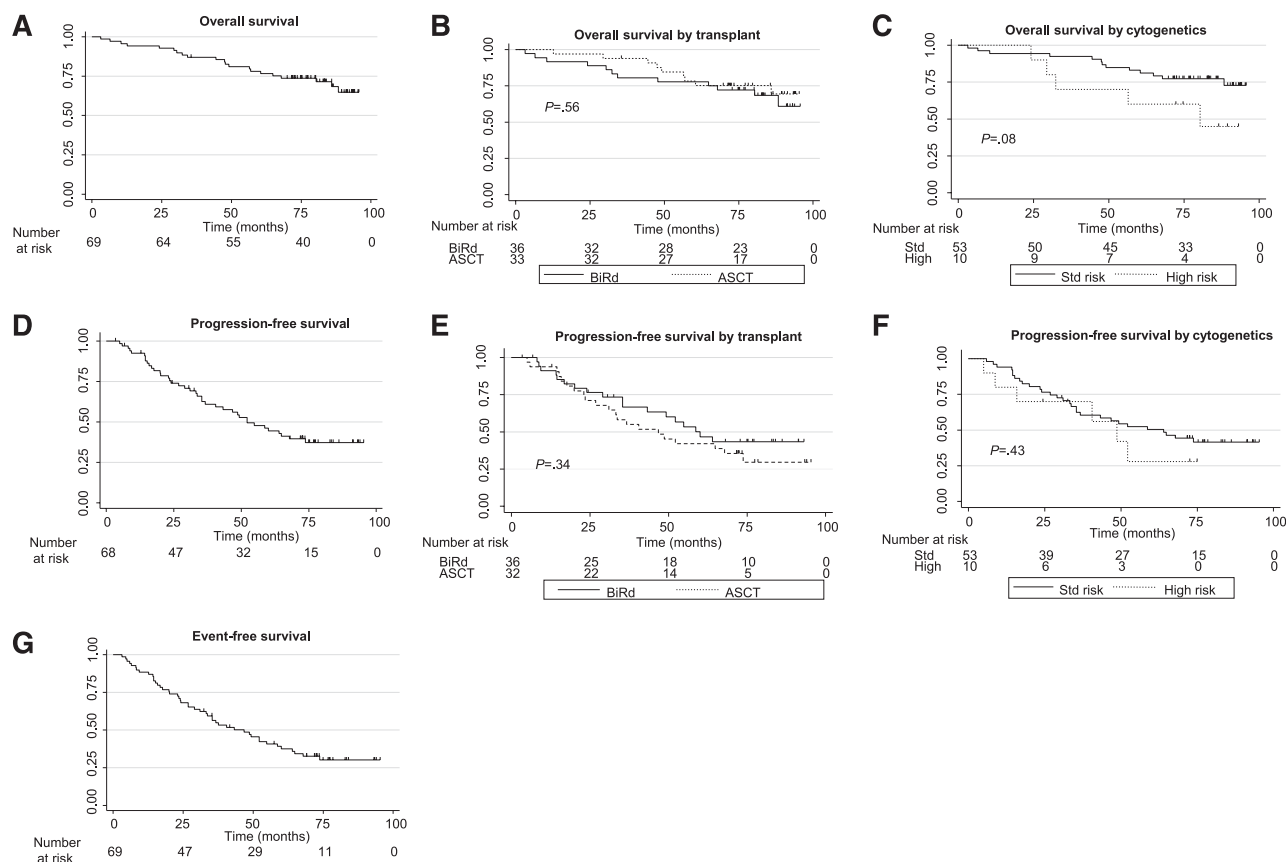 A
Overall survival
1.00
0.75
0.50
0.25
0.00
0 25 50 75 100
Time (months)
Number
at risk
69 64 55 40 0
B
Overall survival by transplant
1.00
0.75
0.50
0.25
0.00
P=.56
0 25 50 75 100
Time (months)
Number at risk
BiRd 36 32 28 23 0
ASCT 33 32 27 17 0
BiRd ASCT
C
Overall survival by cytogenetics
1.00
0.75
0.50
0.25
0.00
P=.08
0 25 50 75 100
Time (months)
Number at risk
Std 53 50 45 33 0
High 10 9 7 4 0
Std risk High risk
D
Progression-free survival
1.00
0.75
0.50
0.25
0.00
0 25 50 75 100
Time (months)
Number
at risk
68 47 32 15 0
E
Progression-free survival by transplant
1.00
0.75
0.50
0.25
0.00
P=.34
0 25 50 75 100
Time (months)
Number at risk
BiRd 36 25 18 10 0
ASCT 32 22 14 5 0
BiRd ASCT
F
Progression-free survival by cytogenetics
1.00
0.75
0.50
0.25
0.00
P=.43
0 25 50 75 100
Time (months)
Number at risk
Std 53 39 27 15 0
High 10 6 3 0 0
Std risk High risk
G
Event-free survival
1.00
0.75
0.50
0.25
0.00
0 25 50 75 100
Time (months)
Number
at risk
69 47 29 11 0